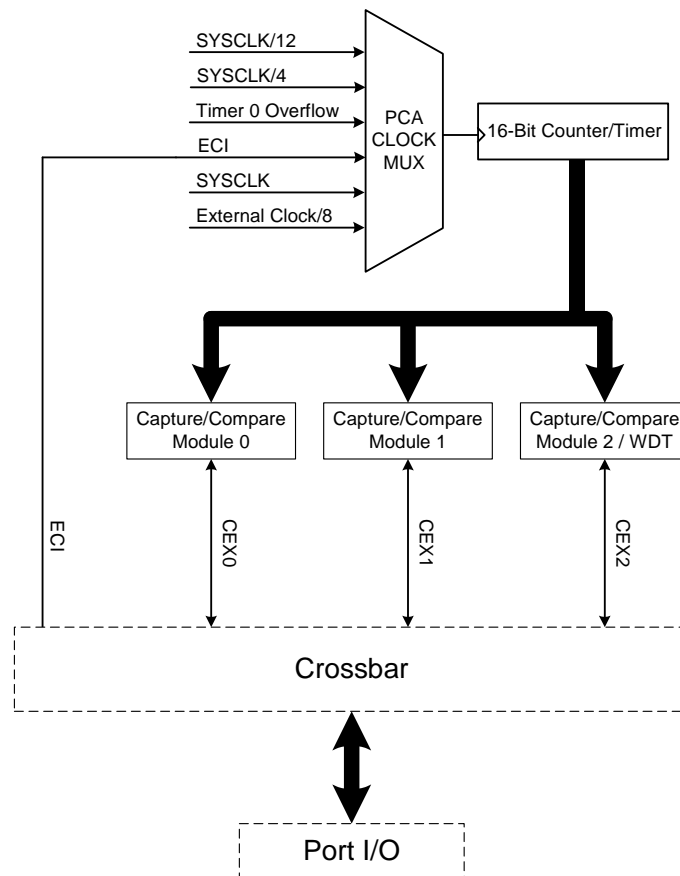 SYSCLK/12
SYSCLK/4
Timer 0 Overflow
ECI
SYSCLK
External Clock/8
PCA
CLOCK
MUX
16-Bit Counter/Timer
Capture/Compare
Module 0
Capture/Compare
Module 1
Capture/Compare
Module 2 / WDT
ECI
CEX0
CEX1
CEX2
Crossbar
Port I/O